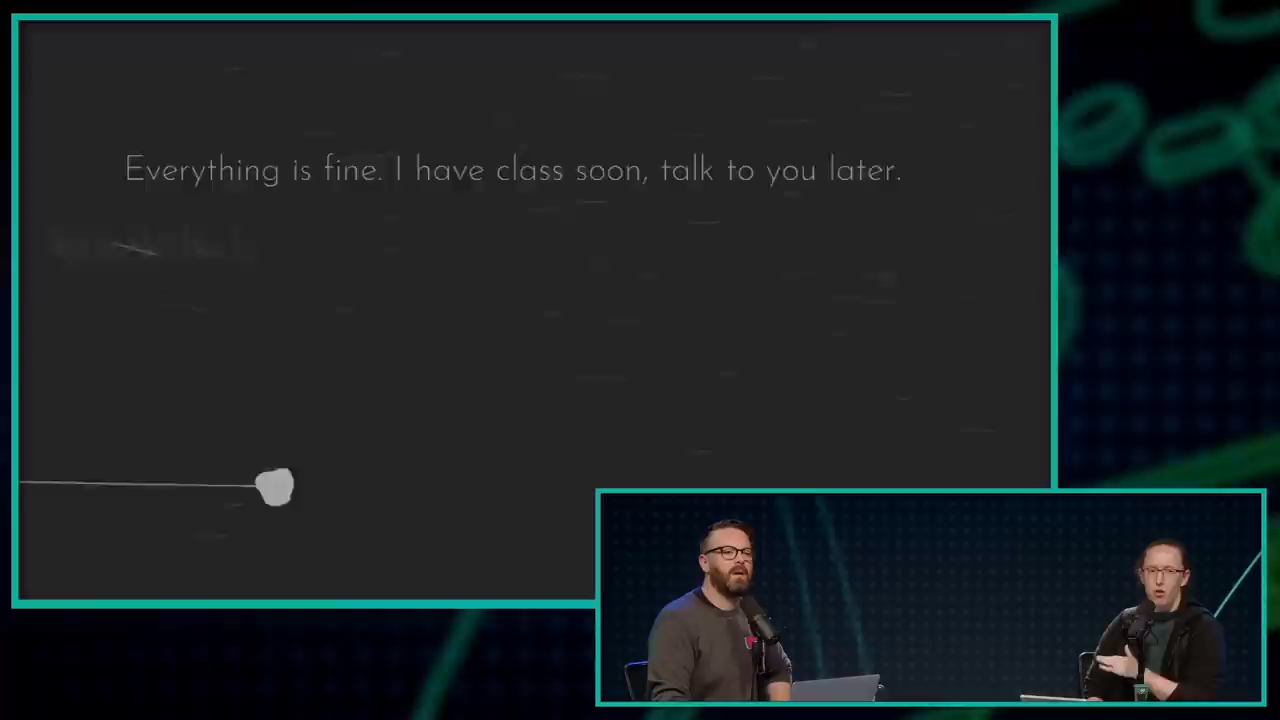 Everything is fine. I have class soon, talk to you later.